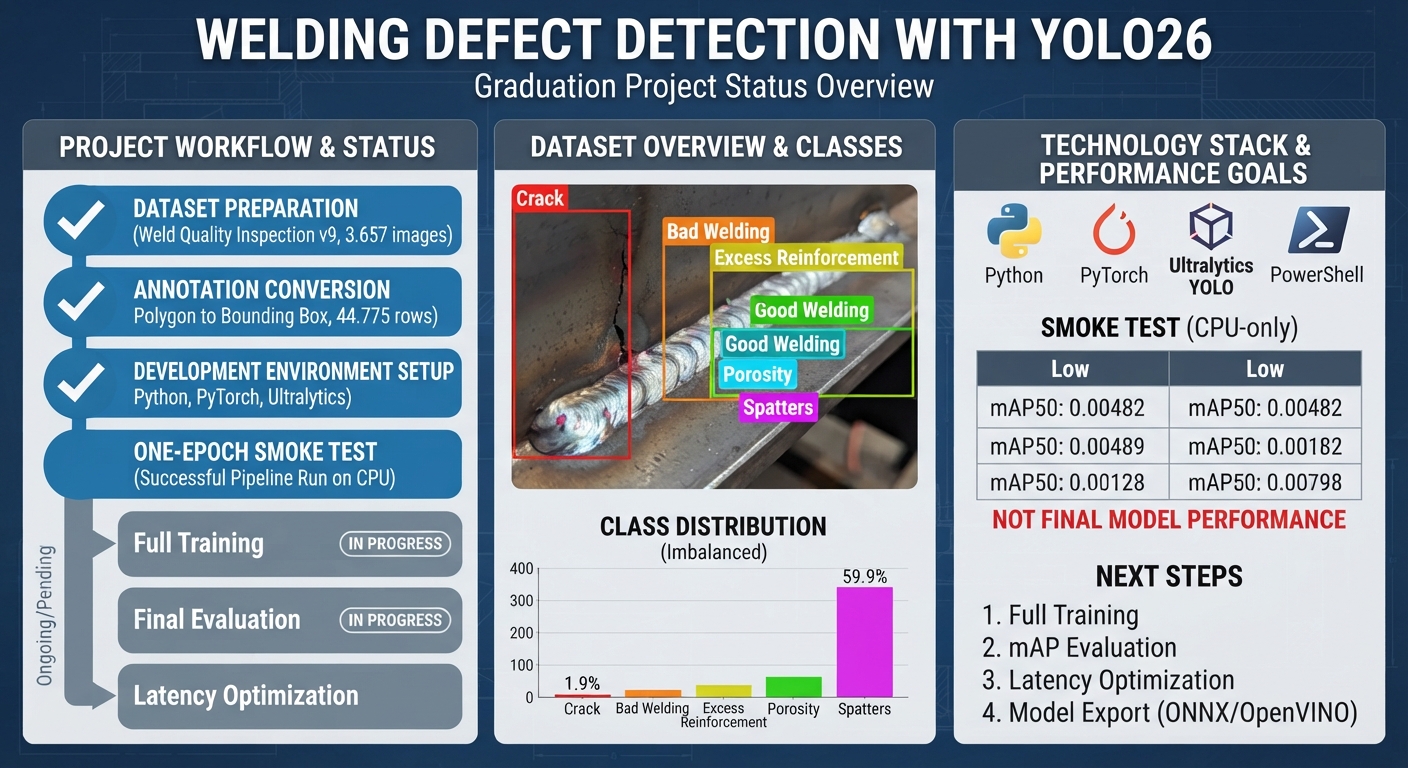 WELDING DEFECT DETECTION WITH YOLO26
Graduation Project Status Overview
PROJECT WORKFLOW & STATUS
DATASET PREPARATION
(Weld Quality Inspection v9, 3.657 images)
ANNOTATION CONVERSION
Polygon to Bounding Box, 44.775 rows)
DEVELOPMENT ENVIRONMENT SETUP
Python, PyTorch, Ultralytics)
ONE-EPOCH SMOKE TEST
(Successful Pipeline Run on CPU)
Ongoing/Pending
Full Training
IN PROGRESS
Final Evaluation
IN PROGRESS
Latency Optimization
DATASET OVERVIEW & CLASSES
Crack
Bad Welding
Excess Reinforcement
Good Welding
Good Welding
Porosity
Spatters
CLASS DISTRIBUTION
(Imbalanced)
400
300
200
100
0
1.9%
59.9%
Crack
Bad Welding
Excess
Reinforcement
Porosity
Spatters
TECHNOLOGY STACK &
PERFORMANCE GOALS
Python
PyTorch
Ultralytics
YOLO
PowerShell
SMOKE TEST (CPU-only)
Low Low
mAP50: 0.00482 mAP50: 0.00482
mAP50: 0.00489 mAP50: 0.00182
mAP50: 0.00128 mAP50: 0.00798
NOT FINAL MODEL PERFORMANCE
NEXT STEPS
1. Full Training
2. mAP Evaluation
3. Latency Optimization
4. Model Export (ONNX/OpenVINO)